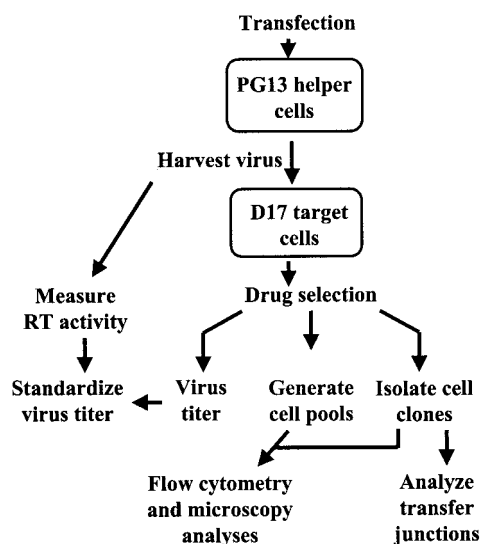 Transfection
PG13 helper
cells
Harvest virus
D17 target
cells
Measure
RT activity
Drug selection
Standardize
virus titer
Virus
titer
Generate
cell pools
Isolate cell
clones
Flow cytometry
and microscopy
analyses
Analyze
transfer
junctions